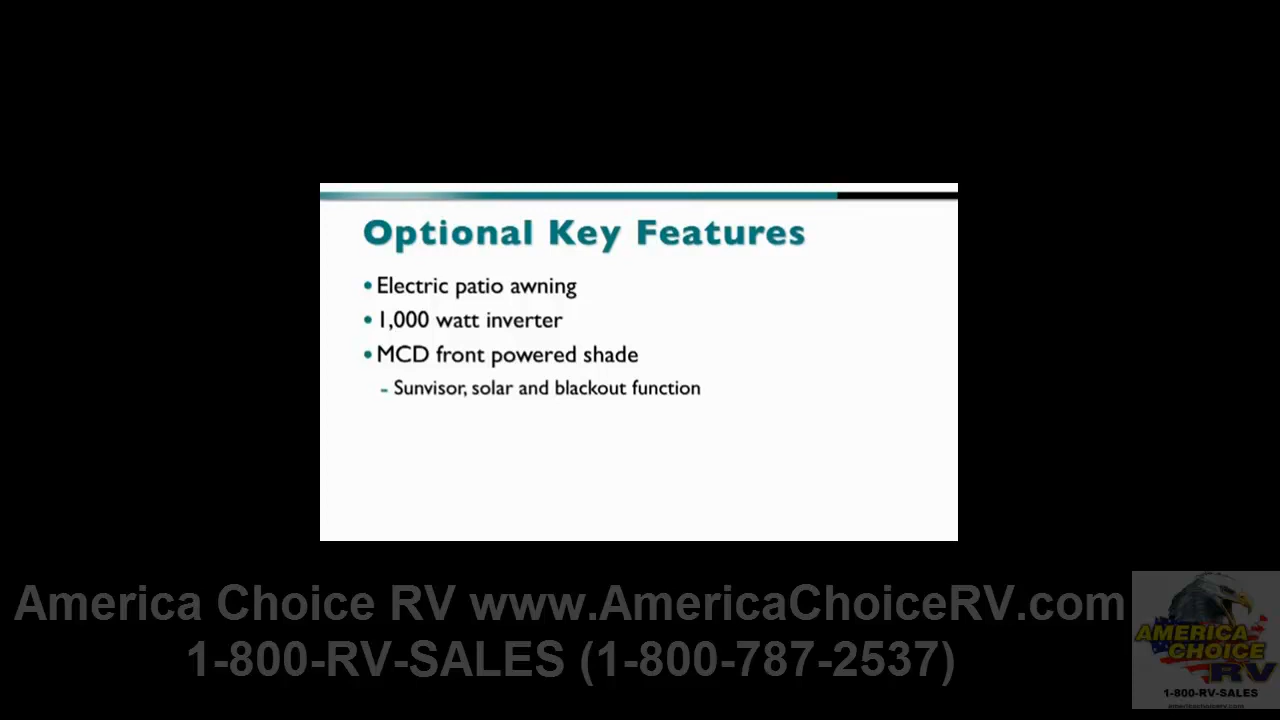 Optional Key Features
• Electric patio awning
• 1,000 watt inverter
• MCD front powered shade
– Sunvisor, solar and blackout function
America Choice RV www.AmericaChoiceRV.com
1-800-RV-SALES (1-800-787-2537)
AMERICA
CHOICE
RV
1-800-RV-SALES
americachoicerv.com